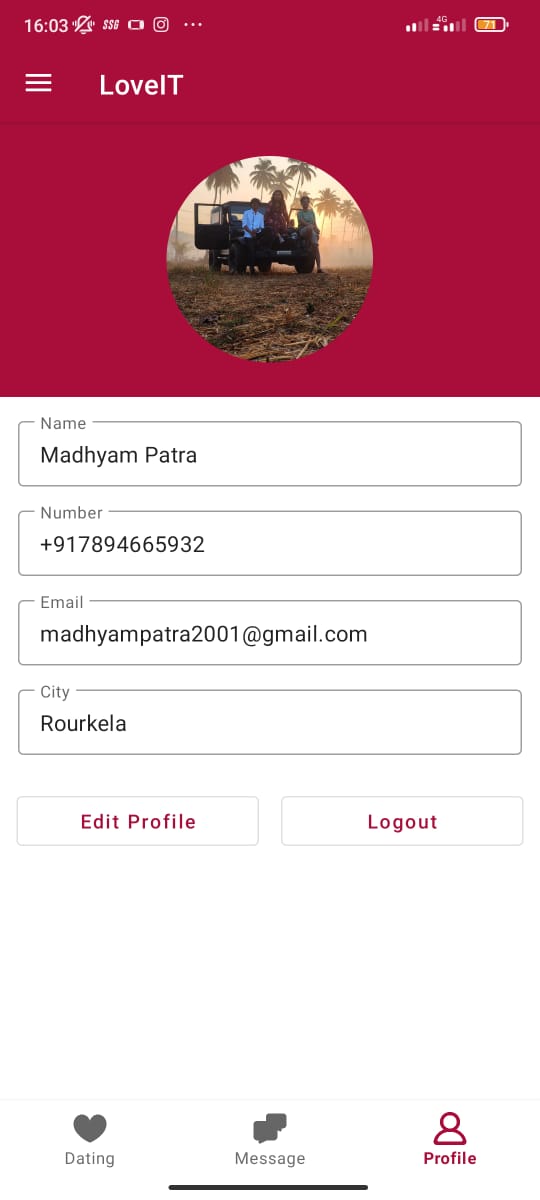 16:03 SSG ... 4G 71
LoveIT
Name
Madhyam Patra
Number
+917894665932
Email
madhyampatra2001@gmail.com
City
Rourkela
Edit Profile Logout
Dating Message Profile